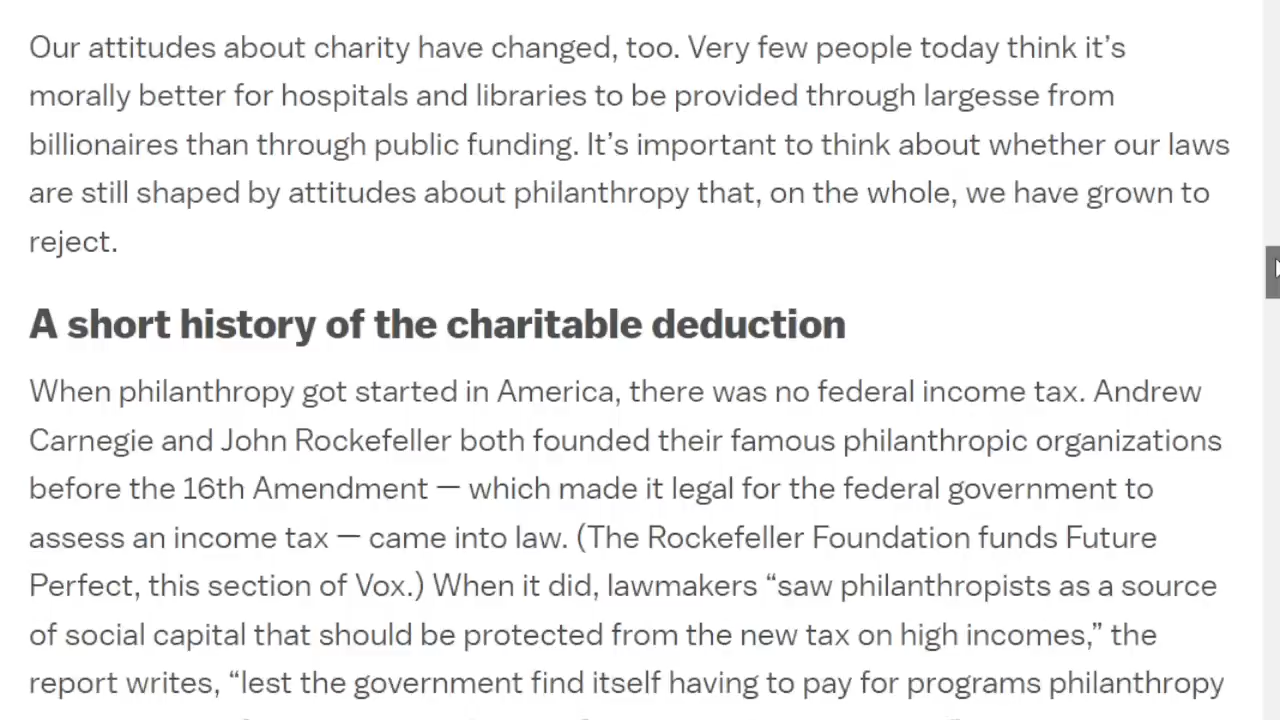 Our attitudes about charity have changed, too. Very few people today think it’s
morally better for hospitals and libraries to be provided through largesse from
billionaires than through public funding. It’s important to think about whether our laws
are still shaped by attitudes about philanthropy that, on the whole, we have grown to
reject.
A short history of the charitable deduction
When philanthropy got started in America, there was no federal income tax. Andrew
Carnegie and John Rockefeller both founded their famous philanthropic organizations
before the 16th Amendment — which made it legal for the federal government to
assess an income tax — came into law. (The Rockefeller Foundation funds Future
Perfect, this section of Vox.) When it did, lawmakers “saw philanthropists as a source
of social capital that should be protected from the new tax on high incomes,” the
report writes, “lest the government find itself having to pay for programs philanthropy